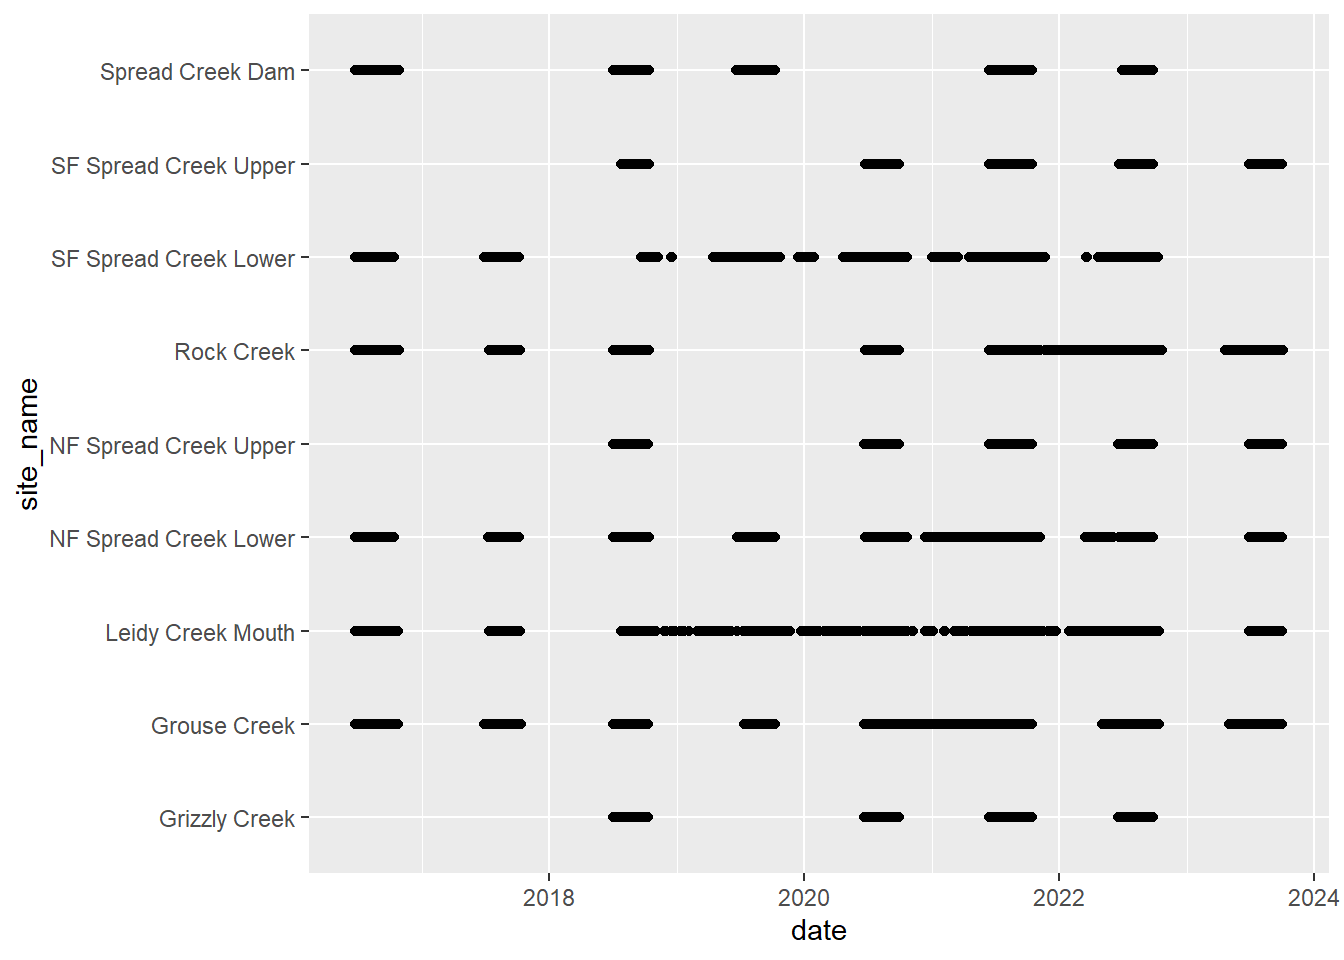 Spread Creek Dam
SF Spread Creek Upper
SF Spread Creek Lower
Rock Creek
NF Spread Creek Upper
NF Spread Creek Lower
Leidy Creek Mouth
Grouse Creek
Grizzly Creek
site_name
2018 2020 2022 2024
date